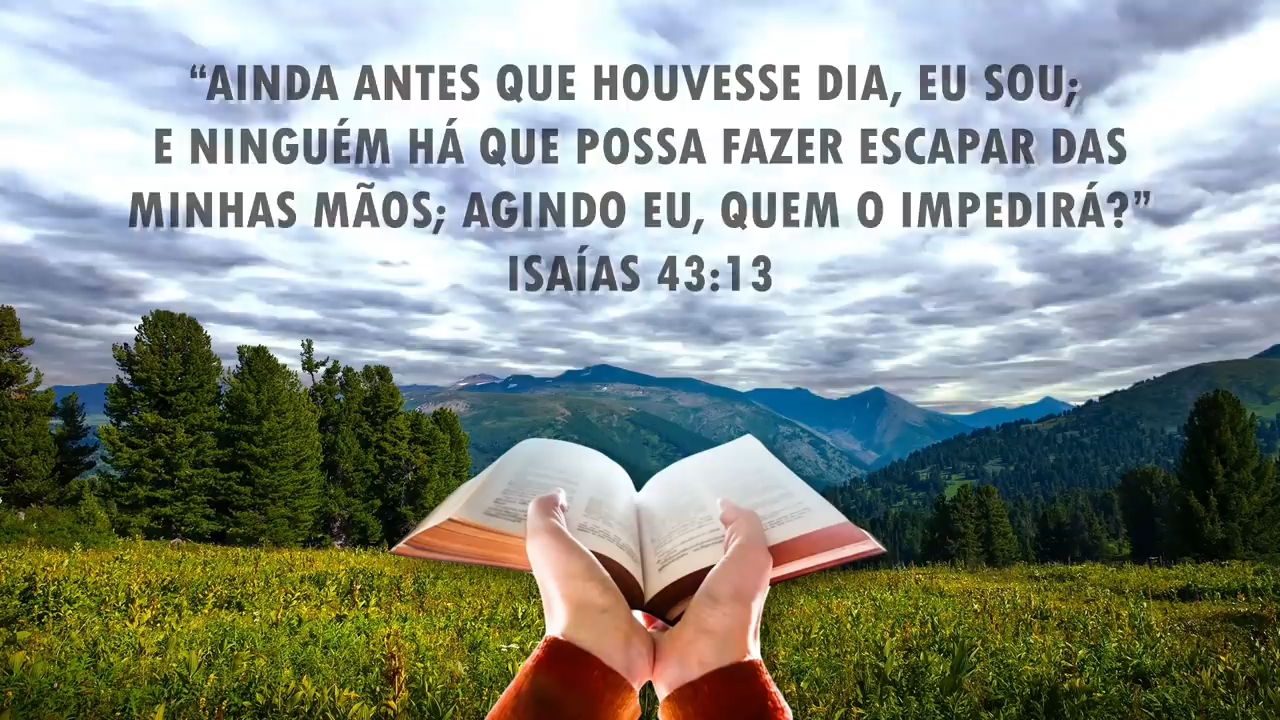 “AINDA ANTES QUE HOUVESSE DIA, EU SOU;
E NINGUÉM HÁ QUE POSSA FAZER ESCAPAR DAS
MINHAS MÃOS; AGINDO EU, QUEM O IMPEDIRÁ?”
ISAÍAS 43:13